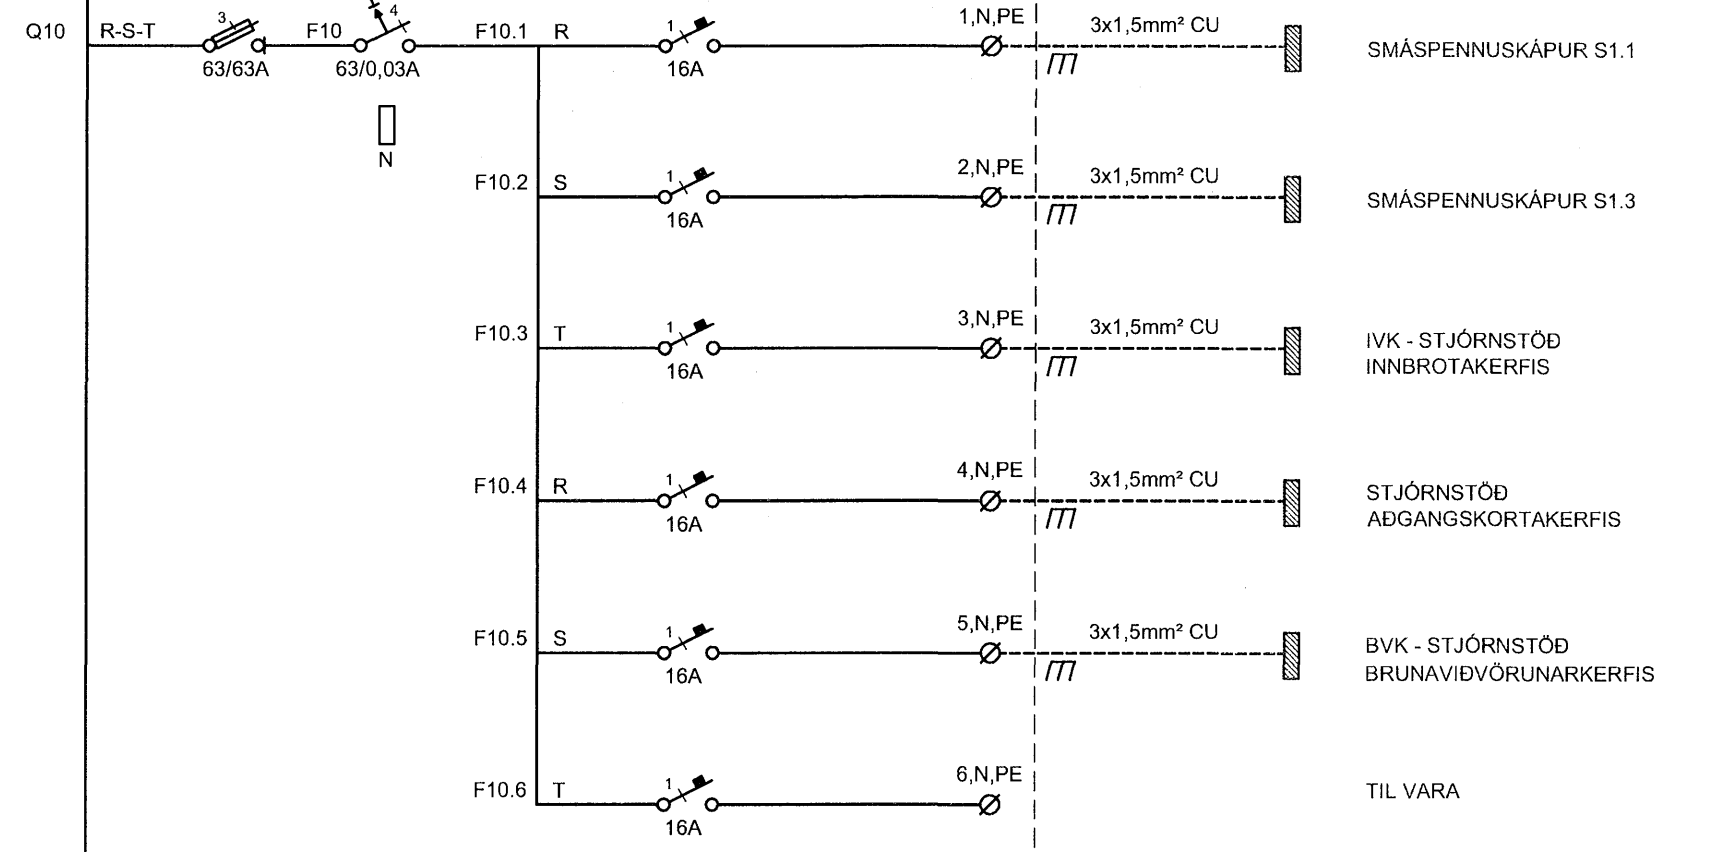 Q10 R-S-T 3 63/63A F10 4 63/0,03A N
F10.1 R 1 16A 1,N,PE 3x1,5mm² CU SMÁSPENNUSKÁPUR S1.1
F10.2 S 1 16A 2,N,PE 3x1,5mm² CU SMÁSPENNUSKÁPUR S1.3
F10.3 T 1 16A 3,N,PE 3x1,5mm² CU IVK - STJÓRNSTÖÐ
INNBROTAKERFIS
F10.4 R 1 16A 4,N,PE 3x1,5mm² CU STJÓRNSTÖÐ
AÐGANGSKORTAKERFIS
F10.5 S 1 16A 5,N,PE 3x1,5mm² CU BVK - STJÓRNSTÖÐ
BRUNAVIÐVÖRUNARKERFIS
F10.6 T 1 16A 6,N,PE TIL VARA